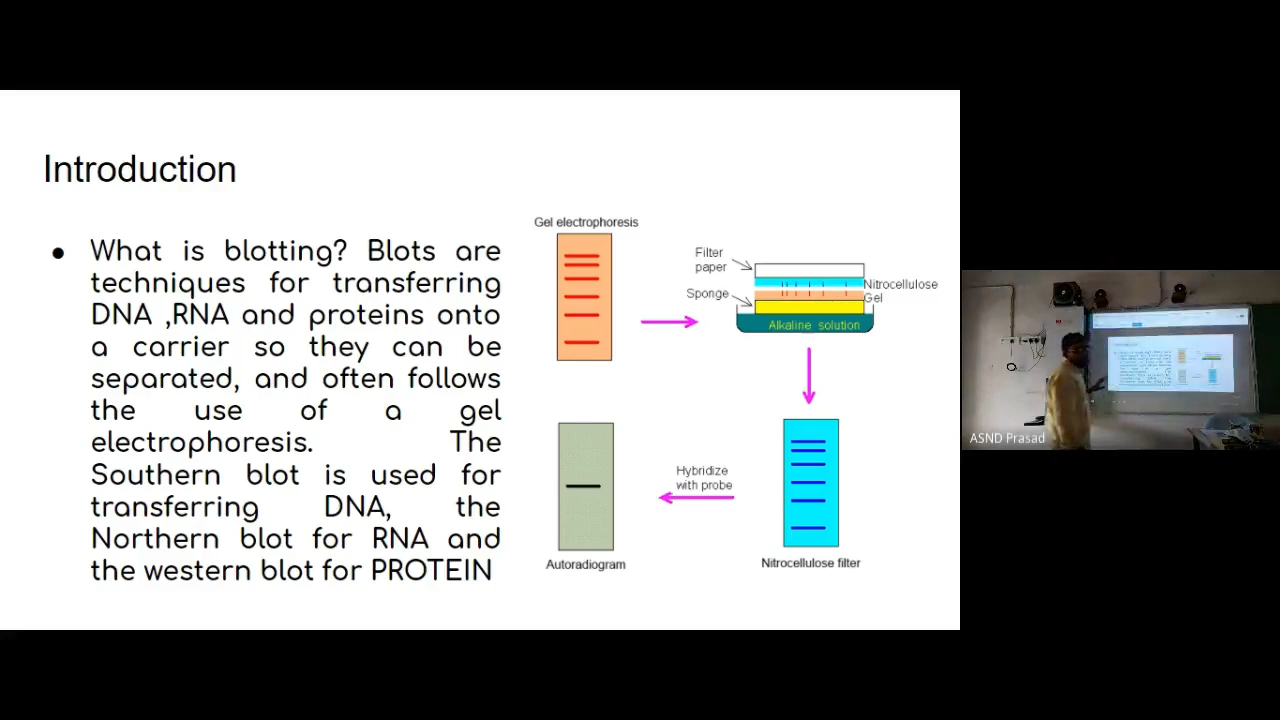 Introduction
● What is blotting? Blots are
techniques for transferring
DNA ,RNA and proteins onto
a carrier so they can be
separated, and often follows
the use of a gel
electrophoresis. The
Southern blot is used for
transferring DNA, the
Northern blot for RNA and
the western blot for PROTEIN
Gel electrophoresis
Filter
paper
Sponge
Nitrocellulose
Gel
Alkaline solution
Hybridize
with probe
Autoradiogram
Nitrocellulose filter
ASND Prasad